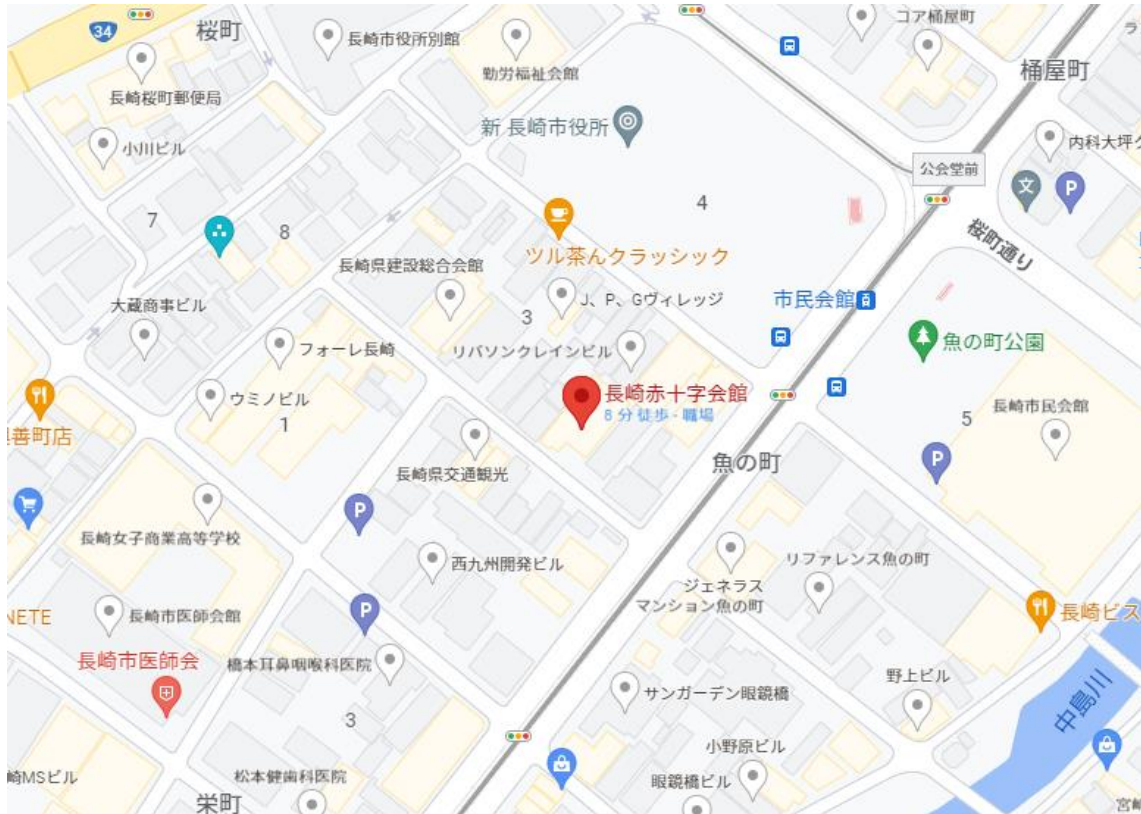 34
桜町
長崎市役所別館
コア桶屋町
勤労福祉会館
桶屋町
長崎桜町郵便局
新 長崎市役所
内科大坪
小川ビル
公会堂前
文
P
4
7
8
桜町通り
ツル茶んクラッシック
長崎県建設総合会館
大蔵商事ビル
J、P、Gヴィレッジ
市民会館
3
魚の町公園
フォーレ長崎
リバソンクレインビル
長崎赤十字会館
8 分 徒歩 - 職場
ウミノビル
1
長崎市民会館
5
善町店
魚の町
P
長崎県交通観光
P
長崎女子商業高等学校
西九州開発ビル
リファレンス魚の町
ジェネラス
マンション魚の町
NETE
長崎市医師会館
P
長崎ビス
長崎市医師会
橋本耳鼻咽喉科医院
サンガーデン眼鏡橋
野上ビル
中島川
3
小野原ビル
崎MSビル
松本健歯科医院
眼鏡橋ビル
栄町
宮崎